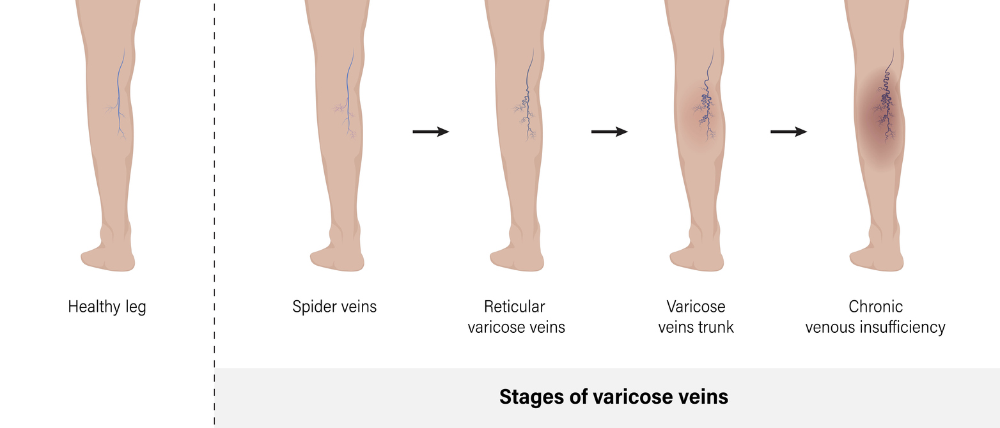 Healthy leg
Spider veins
Reticular
varicose veins
Varicose
veins trunk
Chronic
venous insufficiency
Stages of varicose veins